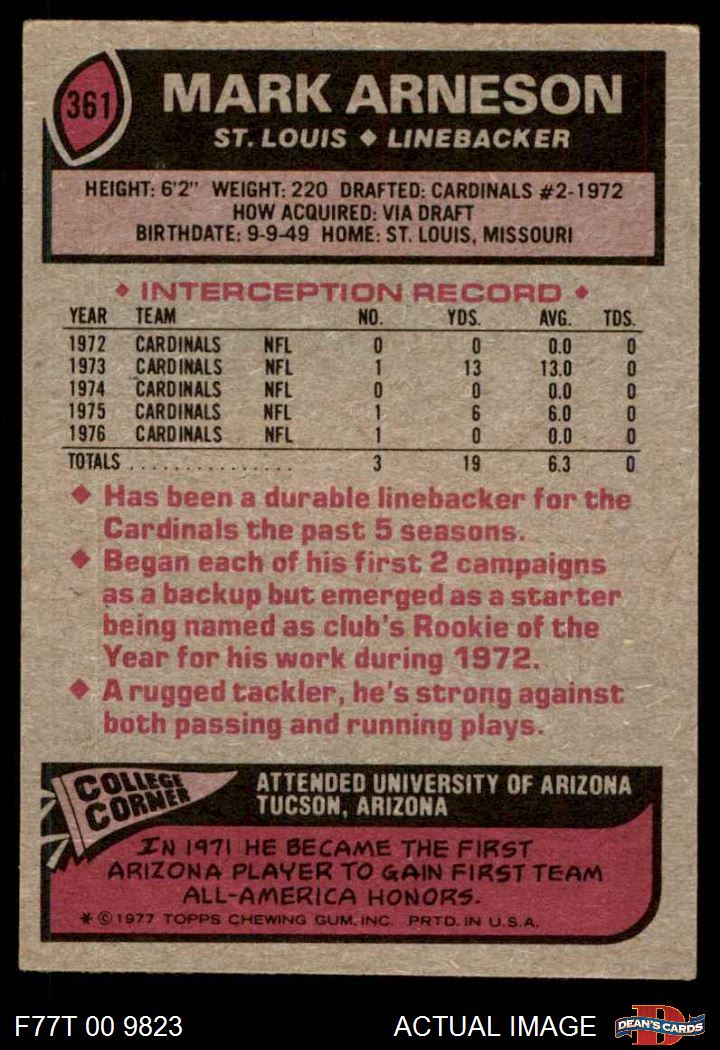 361
MARK ARNESON
ST. LOUIS ♦ LINEBACKER
HEIGHT: 6'2" WEIGHT: 220 DRAFTED: CARDINALS #2-1972
HOW ACQUIRED: VIA DRAFT
BIRTHDATE: 9-9-49 HOME: ST. LOUIS, MISSOURI
♦ INTERCEPTION RECORD ♦
YEAR TEAM NO. YDS. AVG. TDS.
1972 CARDINALS NFL 0 0 0.0 0
1973 CARDINALS NFL 1 13 13.0 0
1974 CARDINALS NFL 0 0 0.0 0
1975 CARDINALS NFL 1 6 6.0 0
1976 CARDINALS NFL 1 0 0.0 0
TOTALS ............... 3 19 6.3 0
♦ Has been a durable linebacker for the
Cardinals the past 5 seasons.
♦ Began each of his first 2 campaigns
as a backup but emerged as a starter
being named as club's Rookie of the
Year for his work during 1972.
♦ A rugged tackler, he's strong against
both passing and running plays.
COLLEGE
CORNER
ATTENDED UNIVERSITY OF ARIZONA
TUCSON, ARIZONA
IN 1971 HE BECAME THE FIRST
ARIZONA PLAYER TO GAIN FIRST TEAM
ALL-AMERICA HONORS.
* © 1977 TOPPS CHEWING GUM, INC. PRTD. IN U.S.A.
F77T 00 9823 ACTUAL IMAGE
D
DEAN'S CARDS